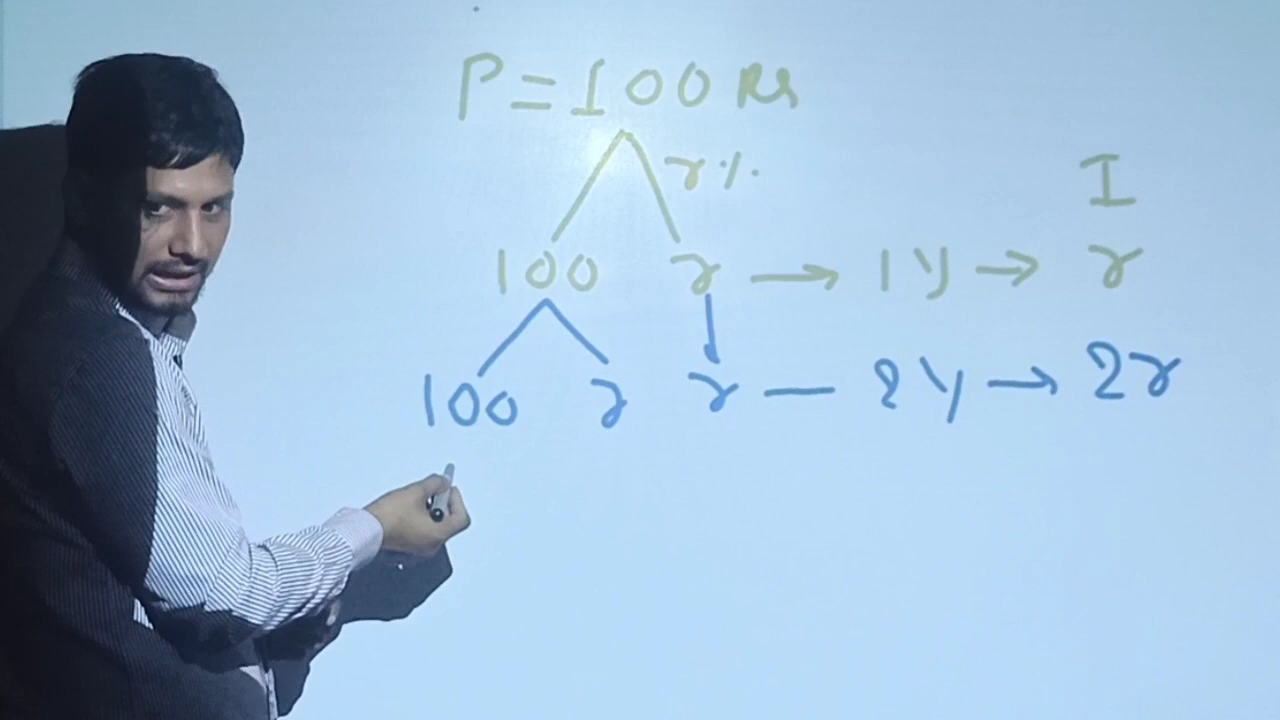 P = 100 Rs
r%.
I
100 r → 1y → r
100 r r — 2y → 2r